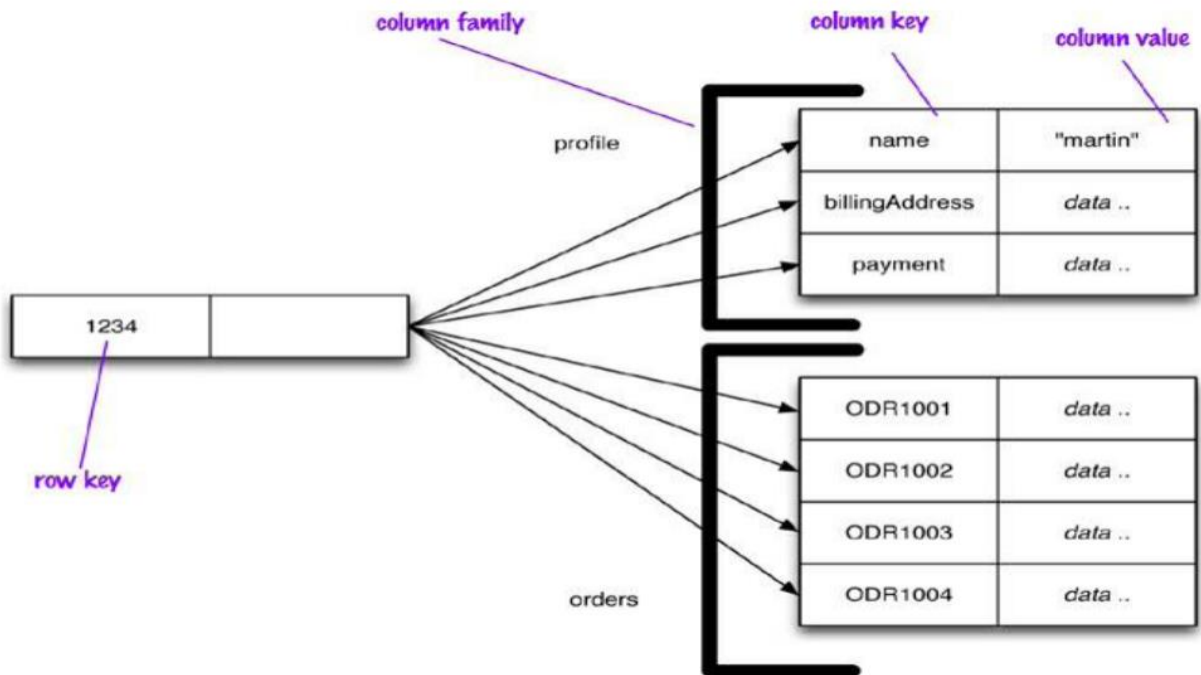 column family
column key
column value
profile
name "martin"
billingAddress data ..
payment data ..
1234
row key
ODR1001 data ..
ODR1002 data ..
ODR1003 data ..
ODR1004 data ..
orders